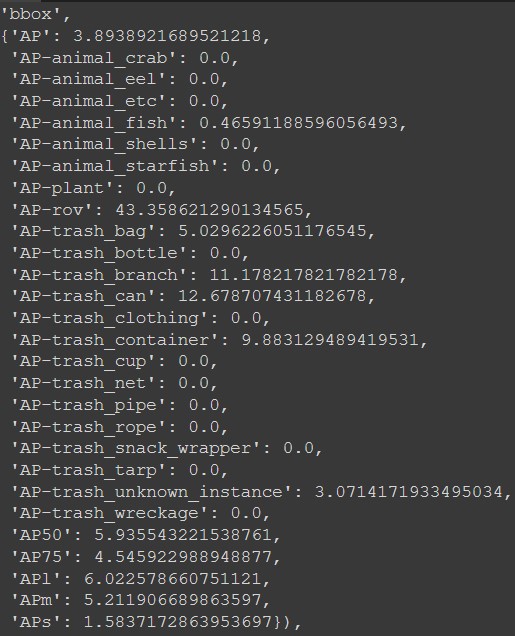 'bbox',
{'AP': 3.8938921689521218,
'AP-animal_crab': 0.0,
'AP-animal_eel': 0.0,
'AP-animal_etc': 0.0,
'AP-animal_fish': 0.46591188596056493,
'AP-animal_shells': 0.0,
'AP-animal_starfish': 0.0,
'AP-plant': 0.0,
'AP-rov': 43.358621290134565,
'AP-trash_bag': 5.0296226051176545,
'AP-trash_bottle': 0.0,
'AP-trash_branch': 11.178217821782178,
'AP-trash_can': 12.678707431182678,
'AP-trash_clothing': 0.0,
'AP-trash_container': 9.883129489419531,
'AP-trash_cup': 0.0,
'AP-trash_net': 0.0,
'AP-trash_pipe': 0.0,
'AP-trash_rope': 0.0,
'AP-trash_snack_wrapper': 0.0,
'AP-trash_tarp': 0.0,
'AP-trash_unknown_instance': 3.0714171933495034,
'AP-trash_wreckage': 0.0,
'AP50': 5.935543221538761,
'AP75': 4.545922988948877,
'APl': 6.022578660751121,
'APm': 5.211906689863597,
'APs': 1.5837172863953697}),